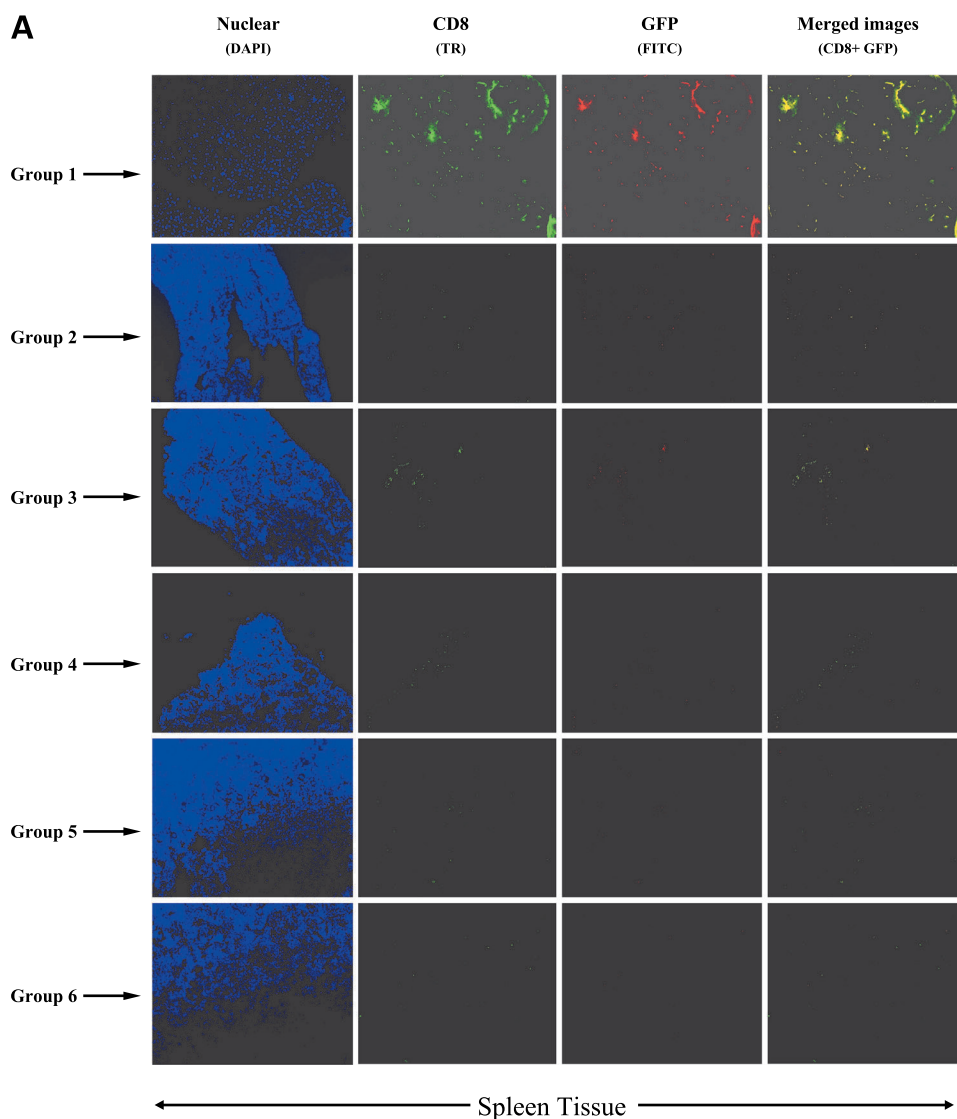 A
Nuclear
(DAPI)
CD8
(TR)
GFP
(FITC)
Merged images
(CD8+ GFP)
Group 1
Group 2
Group 3
Group 4
Group 5
Group 6
Spleen Tissue